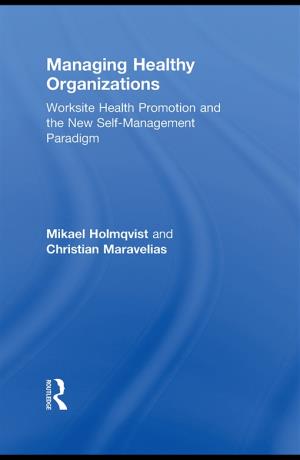 Managing Healthy
Organizations
Worksite Health Promotion and
the New Self-Management
Paradigm
Mikael Holmqvist and
Christian Maravelias
ROUTLEDGE